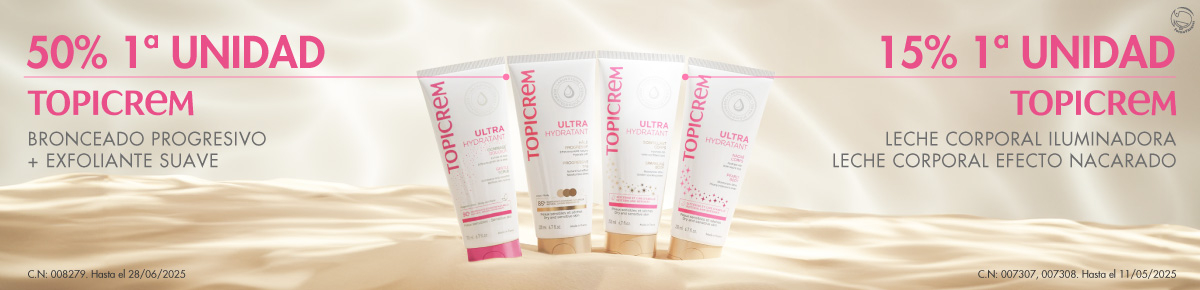 50% 1ª UNIDAD
TOPICREM
BRONCEADO PROGRESIVO
+ EXFOLIANTE SUAVE
C.N: 008279. Hasta el 28/06/2025
TOPICREM
ULTRA
HYDRATANT
TOPICREM
ULTRA
HYDRATANT
TOPICREM
ULTRA
HYDRATANT
TOPICREM
ULTRA
HYDRATANT
15% 1ª UNIDAD
TOPICREM
LECHE CORPORAL ILUMINADORA
LECHE CORPORAL EFECTO NACARADO
C.N: 007307, 007308. Hasta el 11/05/2025